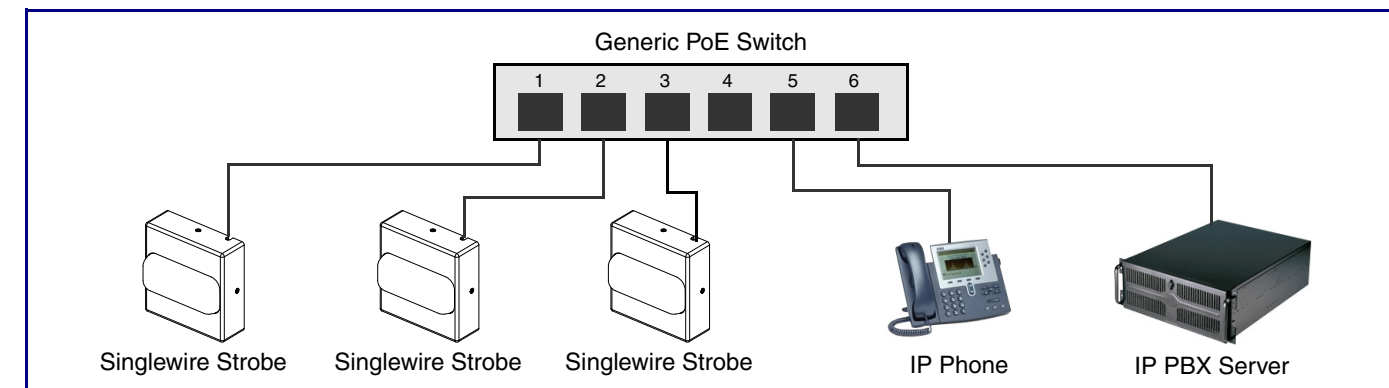 Generic PoE Switch
1 2 3 4 5 6
Singlewire Strobe Singlewire Strobe Singlewire Strobe IP Phone IP PBX Server